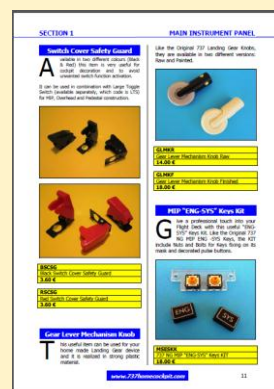 SECTION 1
MAIN INSTRUMENT PANEL
Switch Cover Safety Guard
Available in two different colours (Black
& Red) this item is very useful for
cockpit decoration and to avoid
unwanted switch function activation.
It can be used in combination with Large Toggle
Switch (available separately, which code is LTS)
for MIP, Overhead and Pedestal construction.
BSCSG
Black Switch Cover Safety Guard
3.80 €
RSCSG
Red Switch Cover Safety Guard
3.80 €
Gear Lever Mechanism Knob
This useful item can be used for your
home made Landing Gear device
and it is realized in strong plastic
material.
Like the Original 737 Landing Gear Knobs,
they are available in two different versions:
Raw and Painted.
GLMKR
Gear Lever Mechanism Knob Raw
14.00 €
GLMKF
Gear Lever Mechanism Knob Finished
18.00 €
MIP "ENG-SYS" Keys Kit
Give a professional touch into your
Flight Deck with this useful "ENG-
SYS" Keys Kit. Like the Original 737
NG MIP ENG-SYS Keys, the KIT
include Nuts and Bolts for Keys fixing on its
mask and decorated pulse buttons.
ENG
SYS
737 NG MIP "ENG-SYS" Keys KIT
18.00 €
www.737homecockpit.com
11